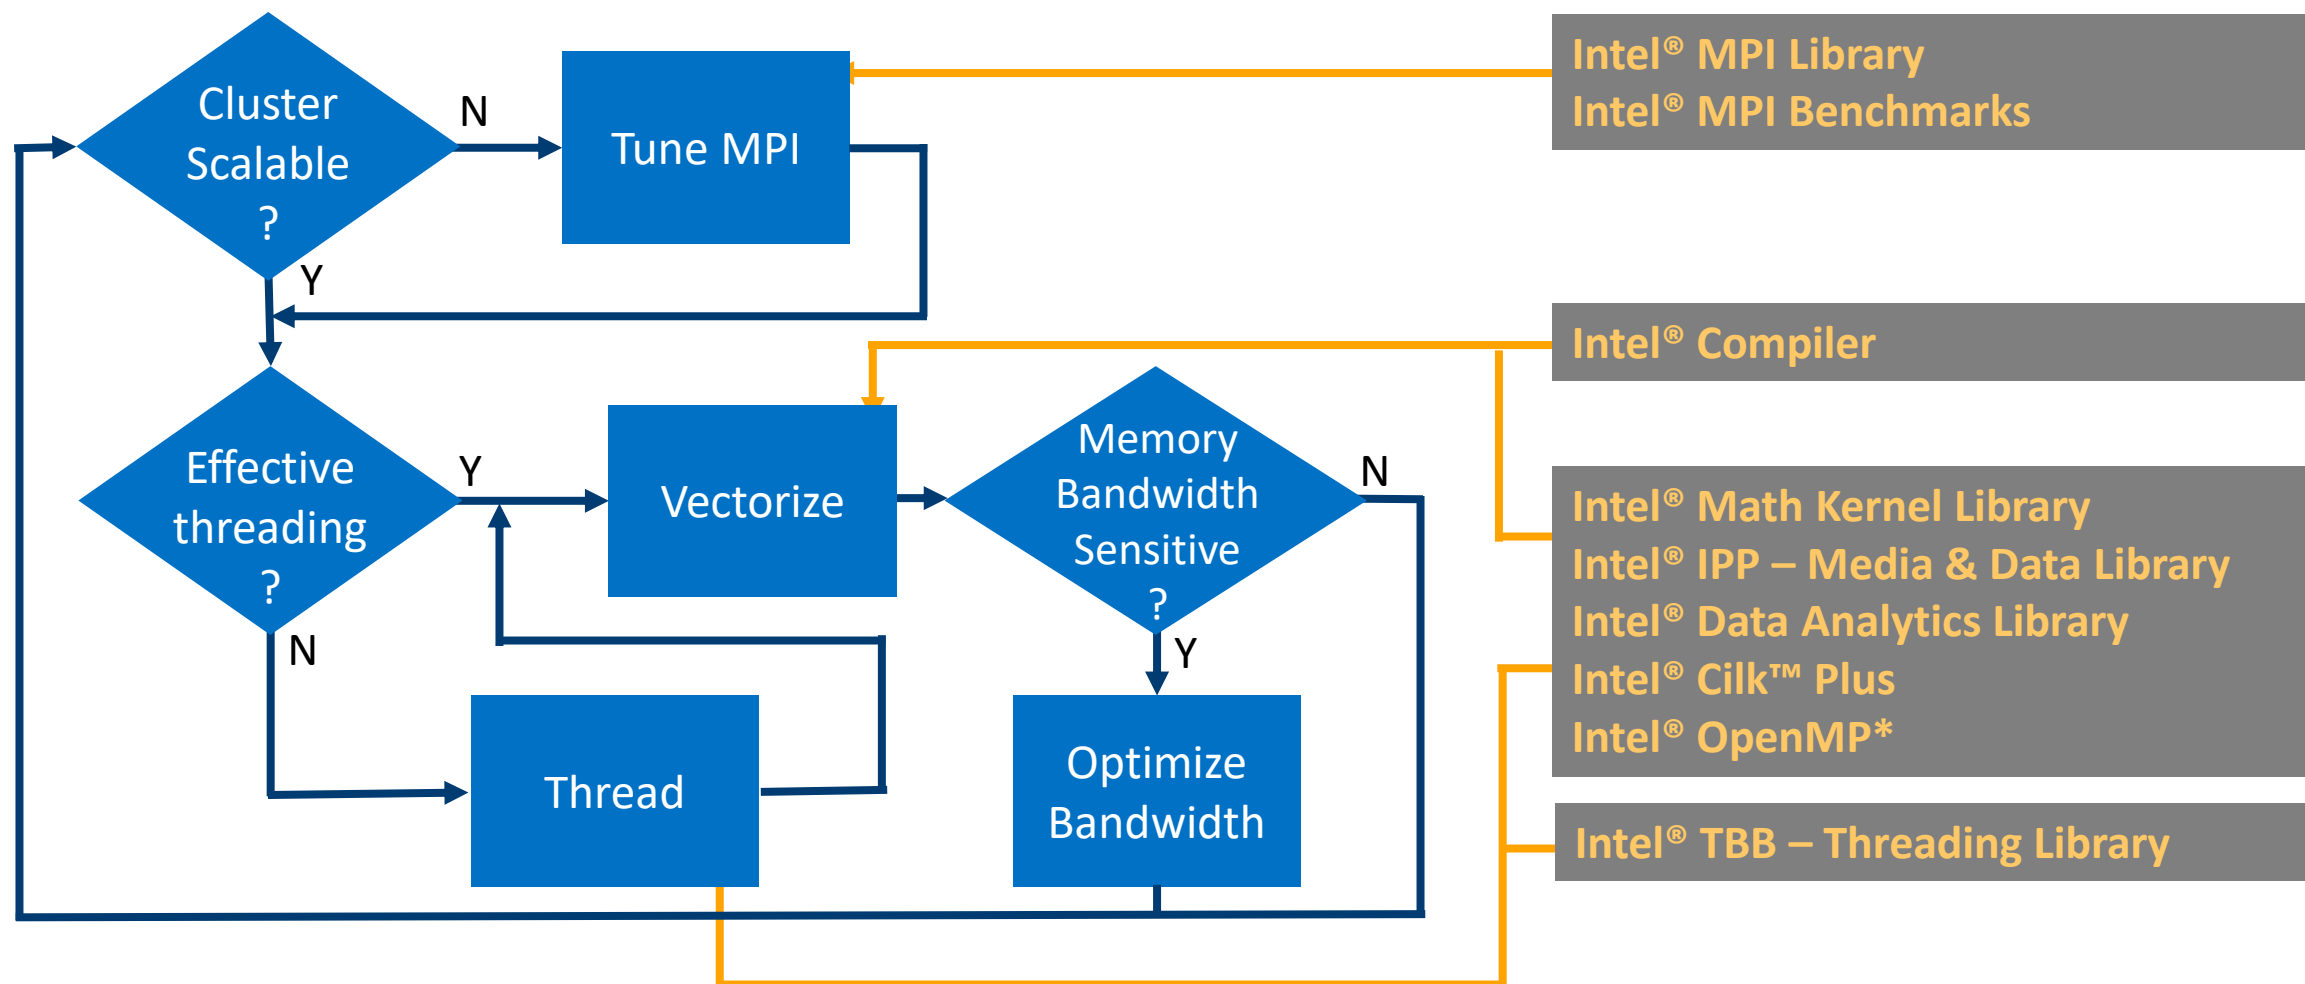 Cluster
Scalable
?
N
Tune MPI
Intel® MPI Library
Intel® MPI Benchmarks
Y
Intel® Compiler
Effective
threading
?
Y
Vectorize
Memory
Bandwidth
Sensitive
?
N
Intel® Math Kernel Library
Intel® IPP – Media & Data Library
Intel® Data Analytics Library
Intel® Cilk™ Plus
Intel® OpenMP*
N
Y
Thread
Optimize
Bandwidth
Intel® TBB – Threading Library